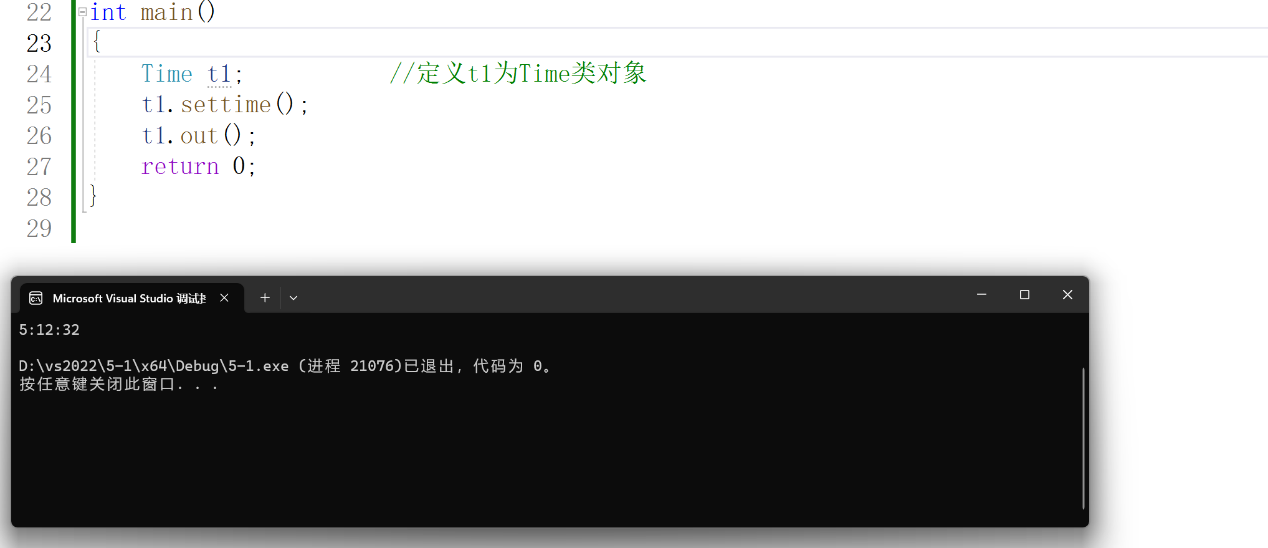 22 int main()
23 {
24 Time t1; //定义t1为Time类对象
25 t1.settime();
26 t1.out();
27 return 0;
28 }
29
Microsoft Visual Studio 调试
5:12:32
D:\vs2022\5-1\x64\Debug\5-1.exe (进程 21076)已退出，代码为 0。
按任意键关闭此窗口. . .